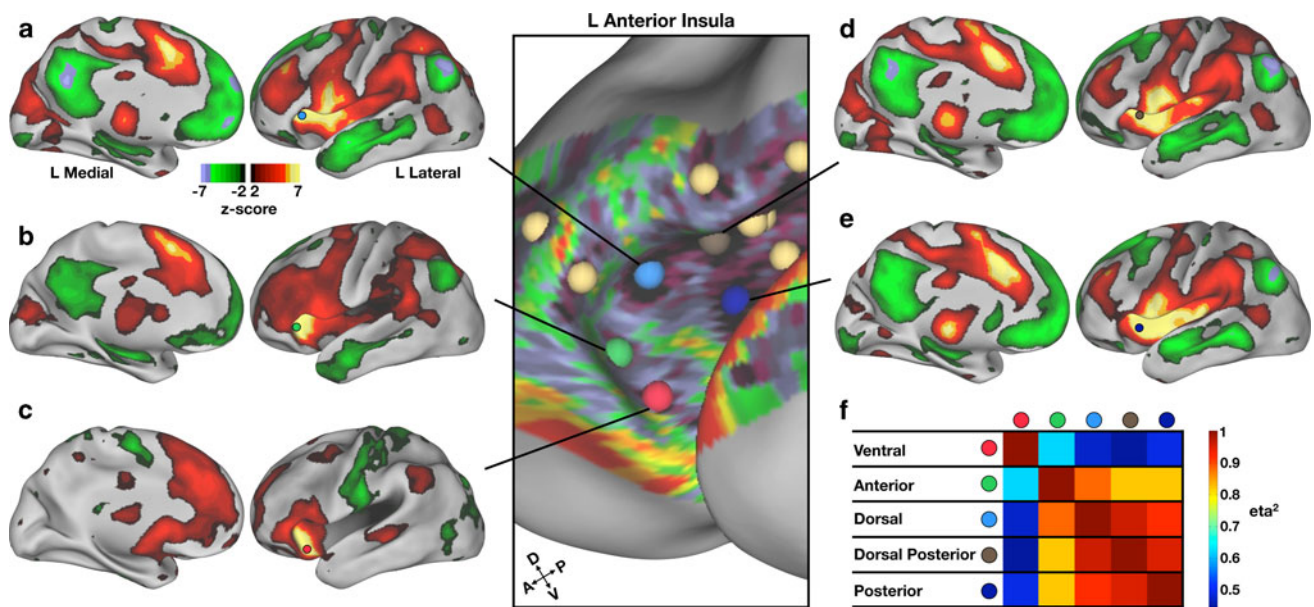 a
L Anterior Insula
d
L Medial
L Lateral
-7 -2 2 7
z-score
b
e
c
f
Ventral
Anterior
Dorsal
Dorsal Posterior
Posterior
1
0.9
0.8
0.7
0.6
0.5
eta²
D
A P
V